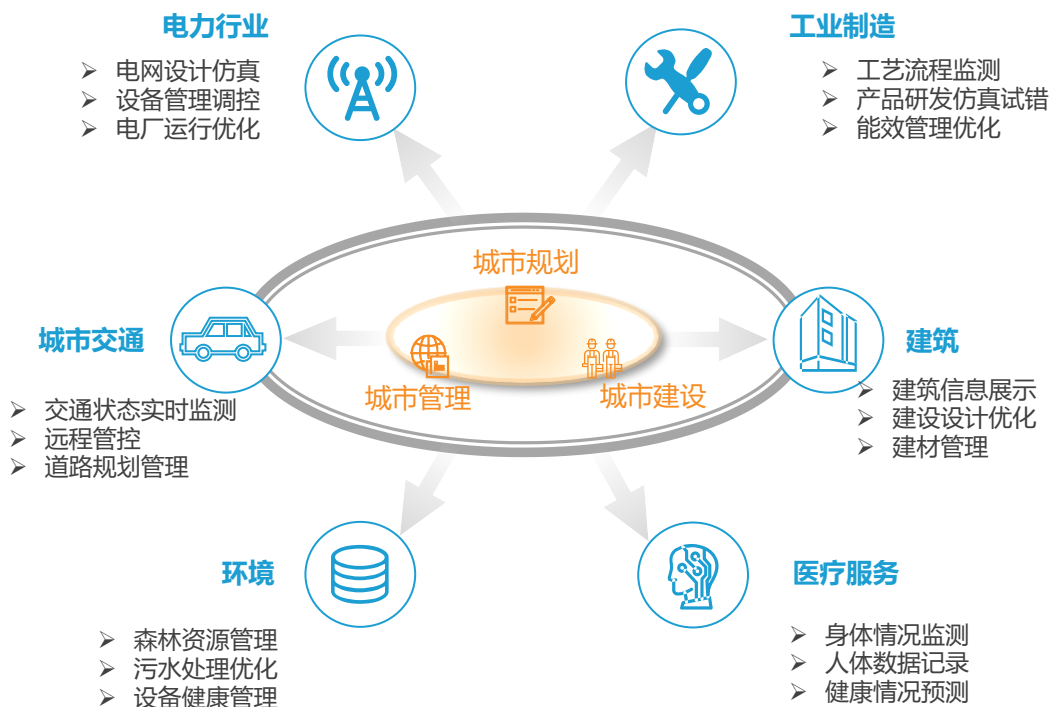 电力行业
➢ 电网设计仿真
➢ 设备管理调控
➢ 电厂运行优化
工业制造
➢ 工艺流程监测
➢ 产品研发仿真试错
➢ 能效管理优化
城市规划
城市管理
城市建设
城市交通
➢ 交通状态实时监测
➢ 远程管控
➢ 道路规划管理
建筑
➢ 建筑信息展示
➢ 建设设计优化
➢ 建材管理
环境
➢ 森林资源管理
➢ 污水处理优化
➢ 设备健康管理
医疗服务
➢ 身体情况监测
➢ 人体数据记录
➢ 健康情况预测